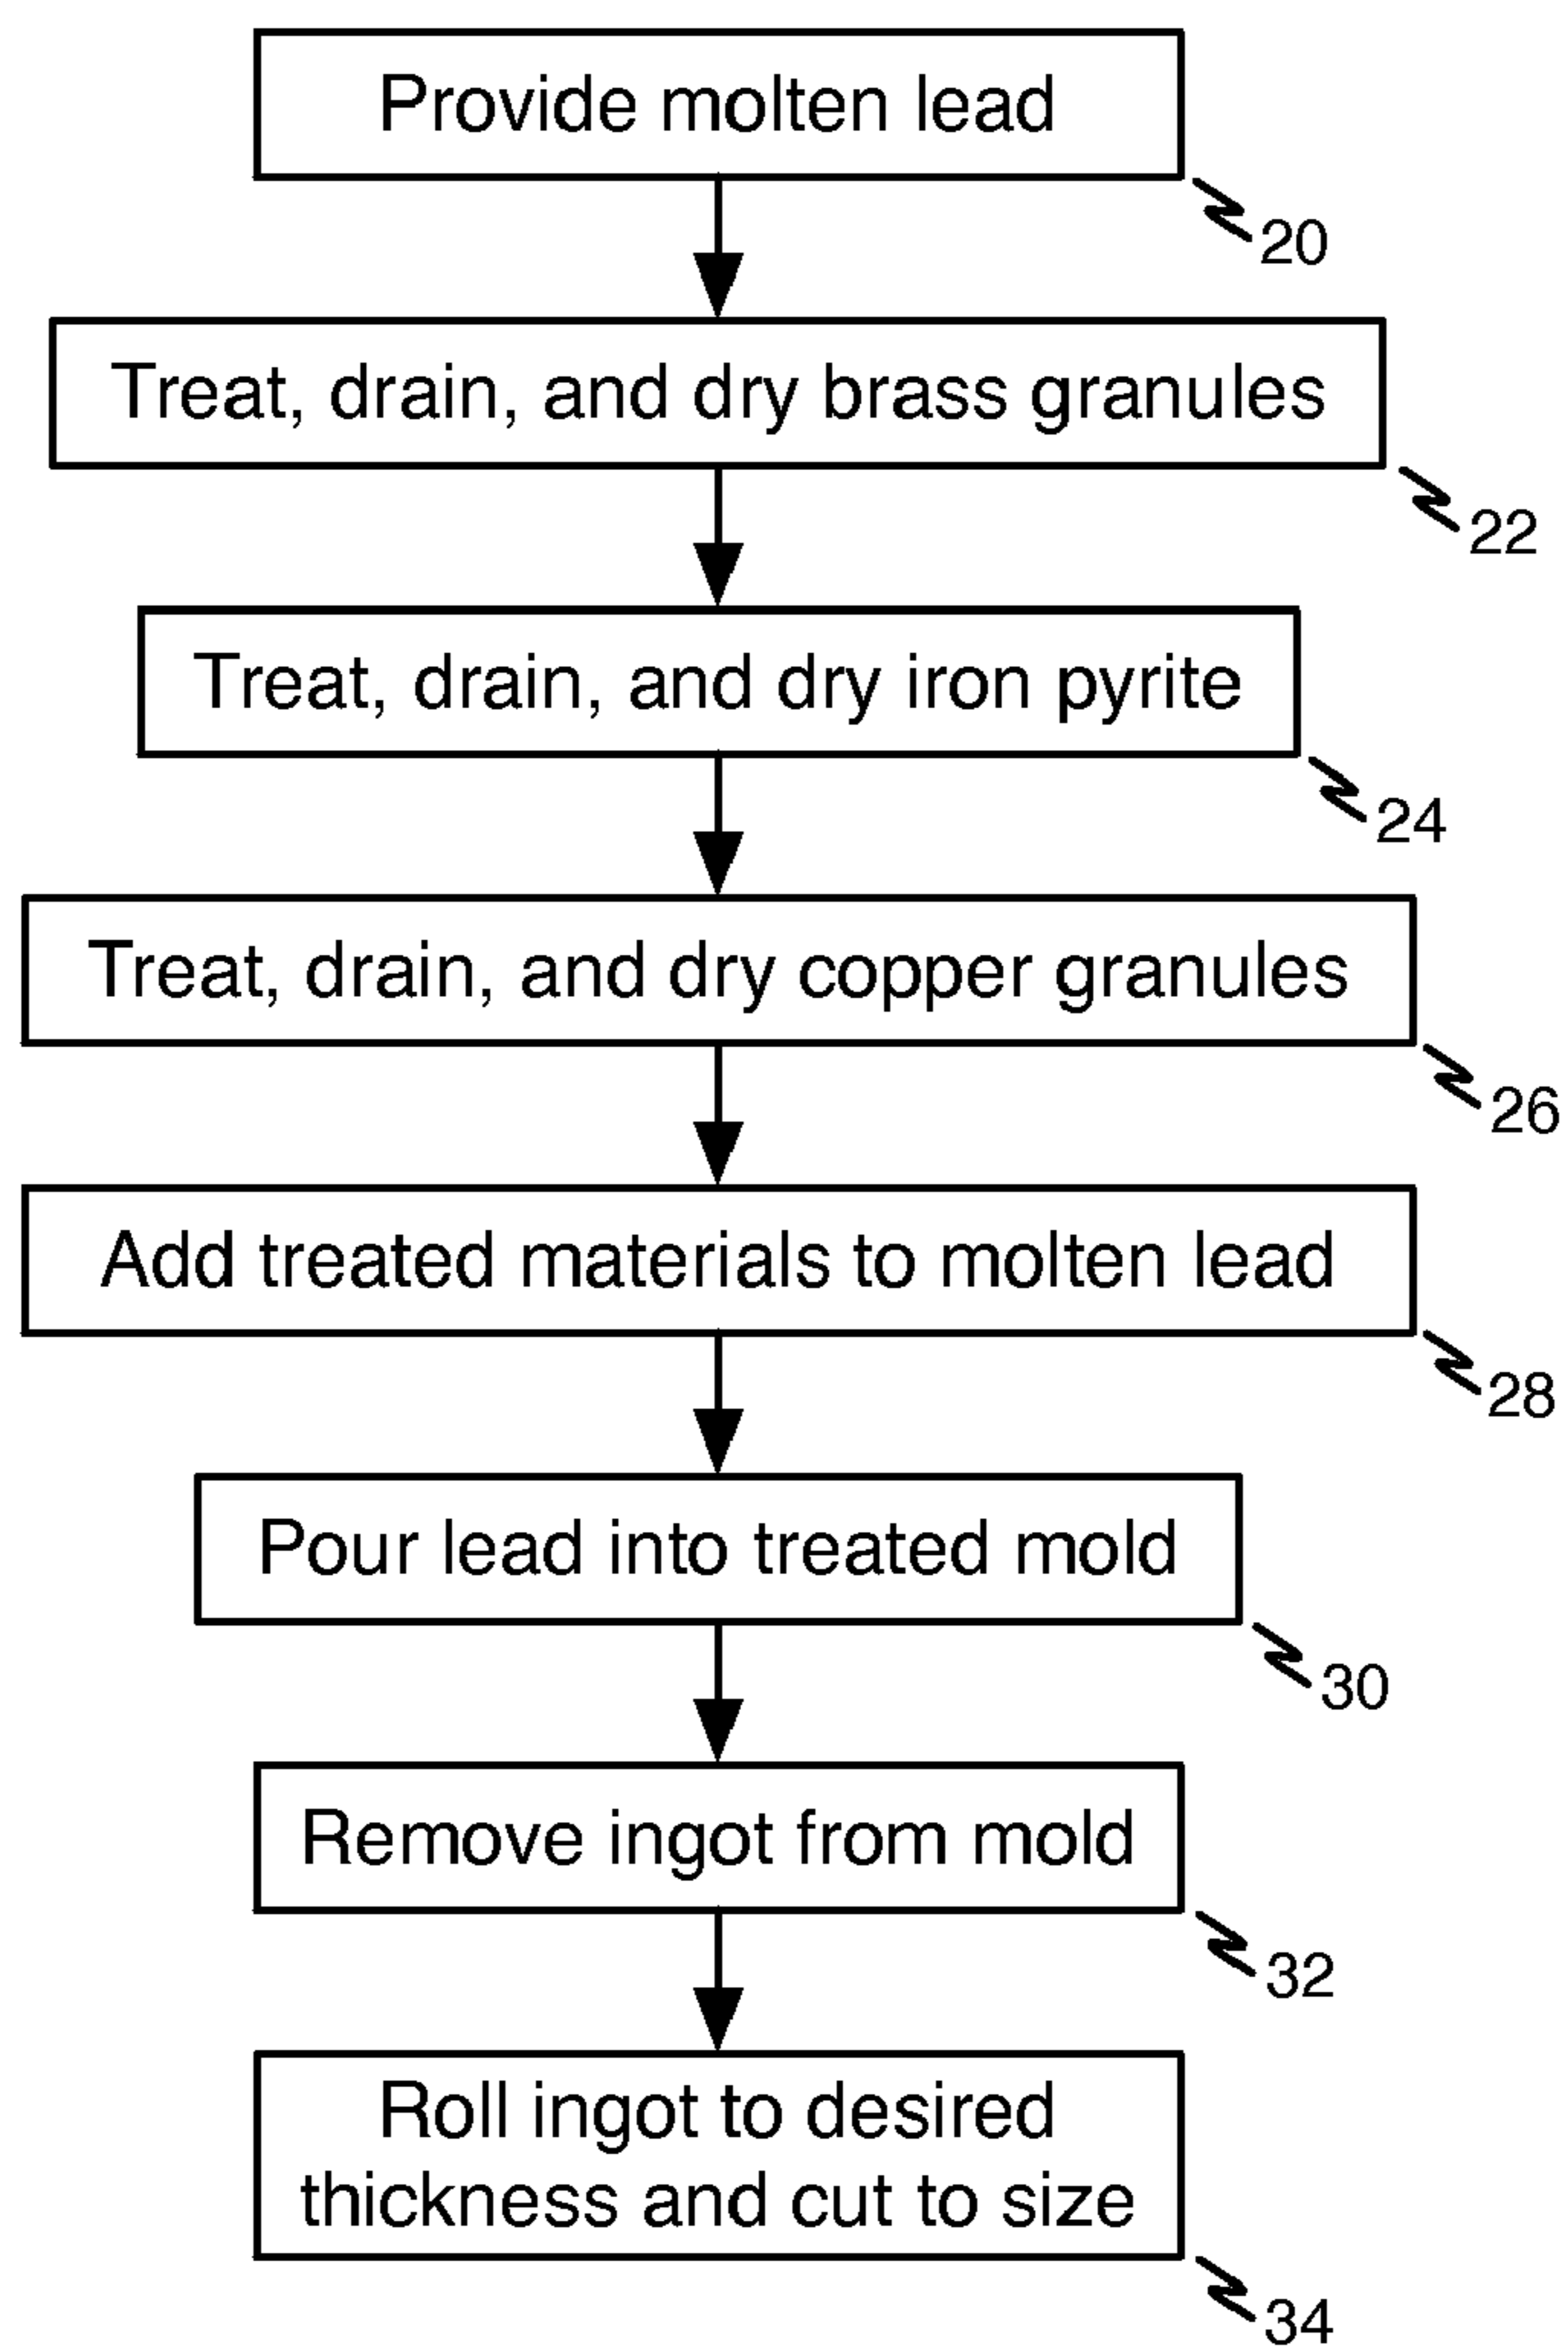 Provide molten lead
20
Treat, drain, and dry brass granules
22
Treat, drain, and dry iron pyrite
24
Treat, drain, and dry copper granules
26
Add treated materials to molten lead
28
Pour lead into treated mold
30
Remove ingot from mold
32
Roll ingot to desired
thickness and cut to size
34